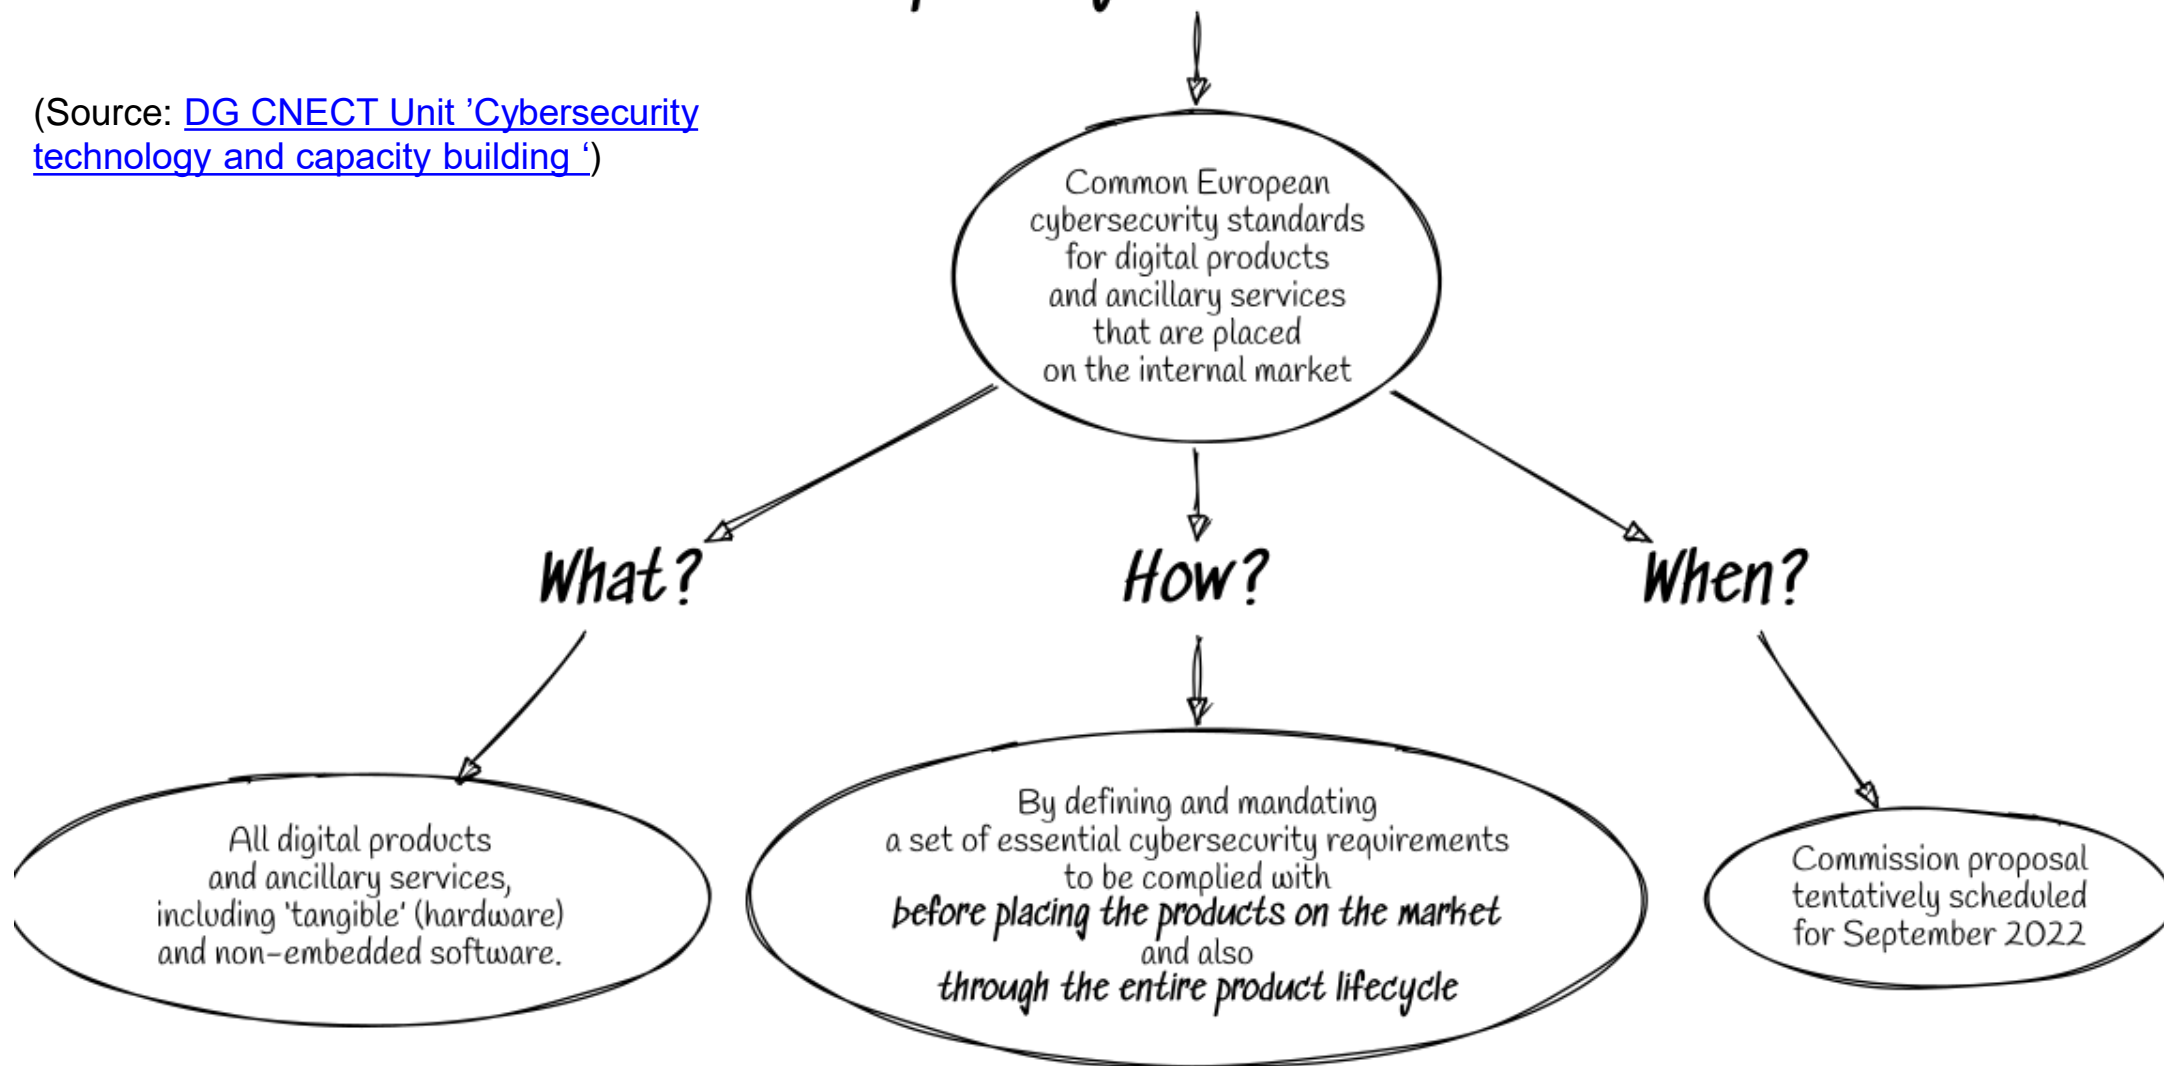 (Source: DG CNECT Unit ’Cybersecurity
technology and capacity building ‘)
Common European
cybersecurity standards
for digital products
and ancillary services
that are placed
on the internal market
What?
How?
When?
All digital products
and ancillary services,
including 'tangible' (hardware)
and non-embedded software.
By defining and mandating
a set of essential cybersecurity requirements
to be complied with
before placing the products on the market
and also
through the entire product lifecycle
Commission proposal
tentatively scheduled
for September 2022